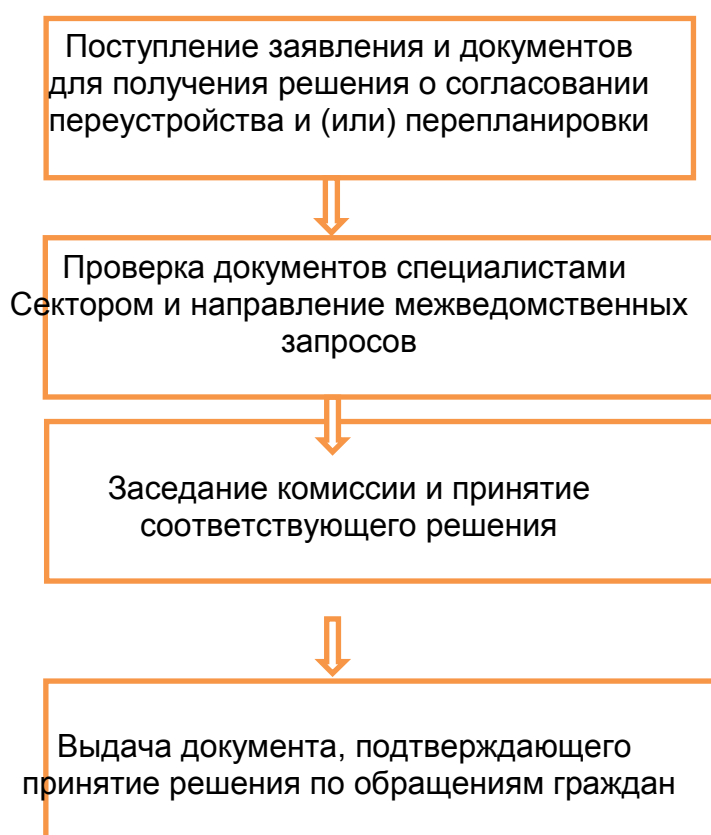 Поступление заявления и документов
для получения решения о согласовании
переустройства и (или) перепланировки
Проверка документов специалистами
Сектором и направление межведомственных
запросов
Заседание комиссии и принятие
соответствующего решения
Выдача документа, подтверждающего
принятие решения по обращениям граждан